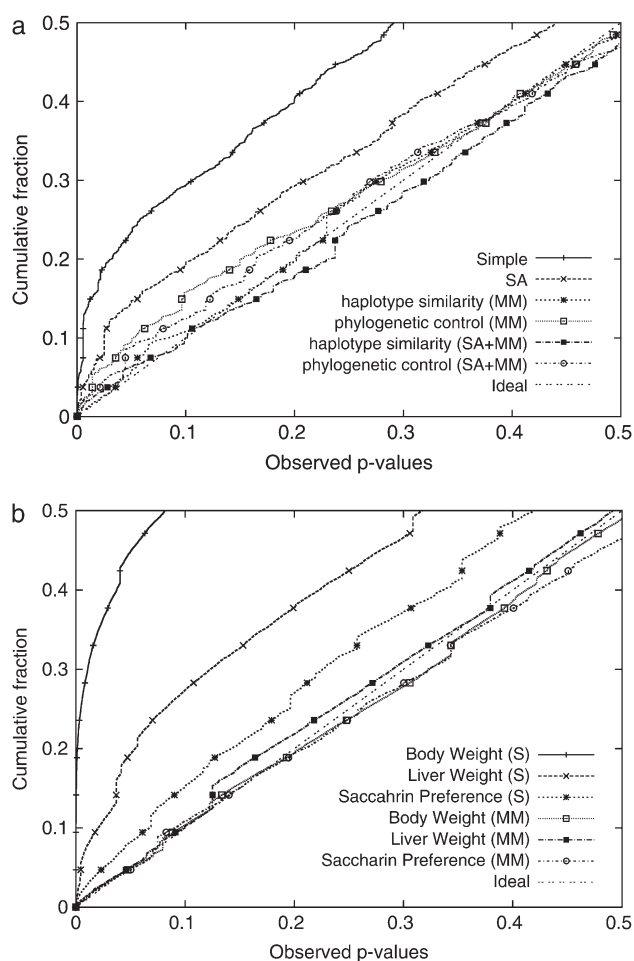 a
0.5
0.4
0.3
0.2
0.1
0
Cumulative fraction
Simple
SA
haplotype similarity (MM)
phylogenetic control (MM)
haplotype similarity (SA+MM)
phylogenetic control (SA+MM)
Ideal
0 0.1 0.2 0.3 0.4 0.5
Observed p-values
b
0.5
0.4
0.3
0.2
0.1
0
Cumulative fraction
Body Weight (S)
Liver Weight (S)
Saccahrin Preference (S)
Body Weight (MM)
Liver Weight (MM)
Saccharin Preference (MM)
Ideal
0 0.1 0.2 0.3 0.4 0.5
Observed p-values